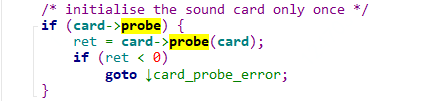 /* initialise the sound card only once */
if (card->probe) {
ret = card->probe(card);
if (ret < 0)
goto ↓card_probe_error;
}